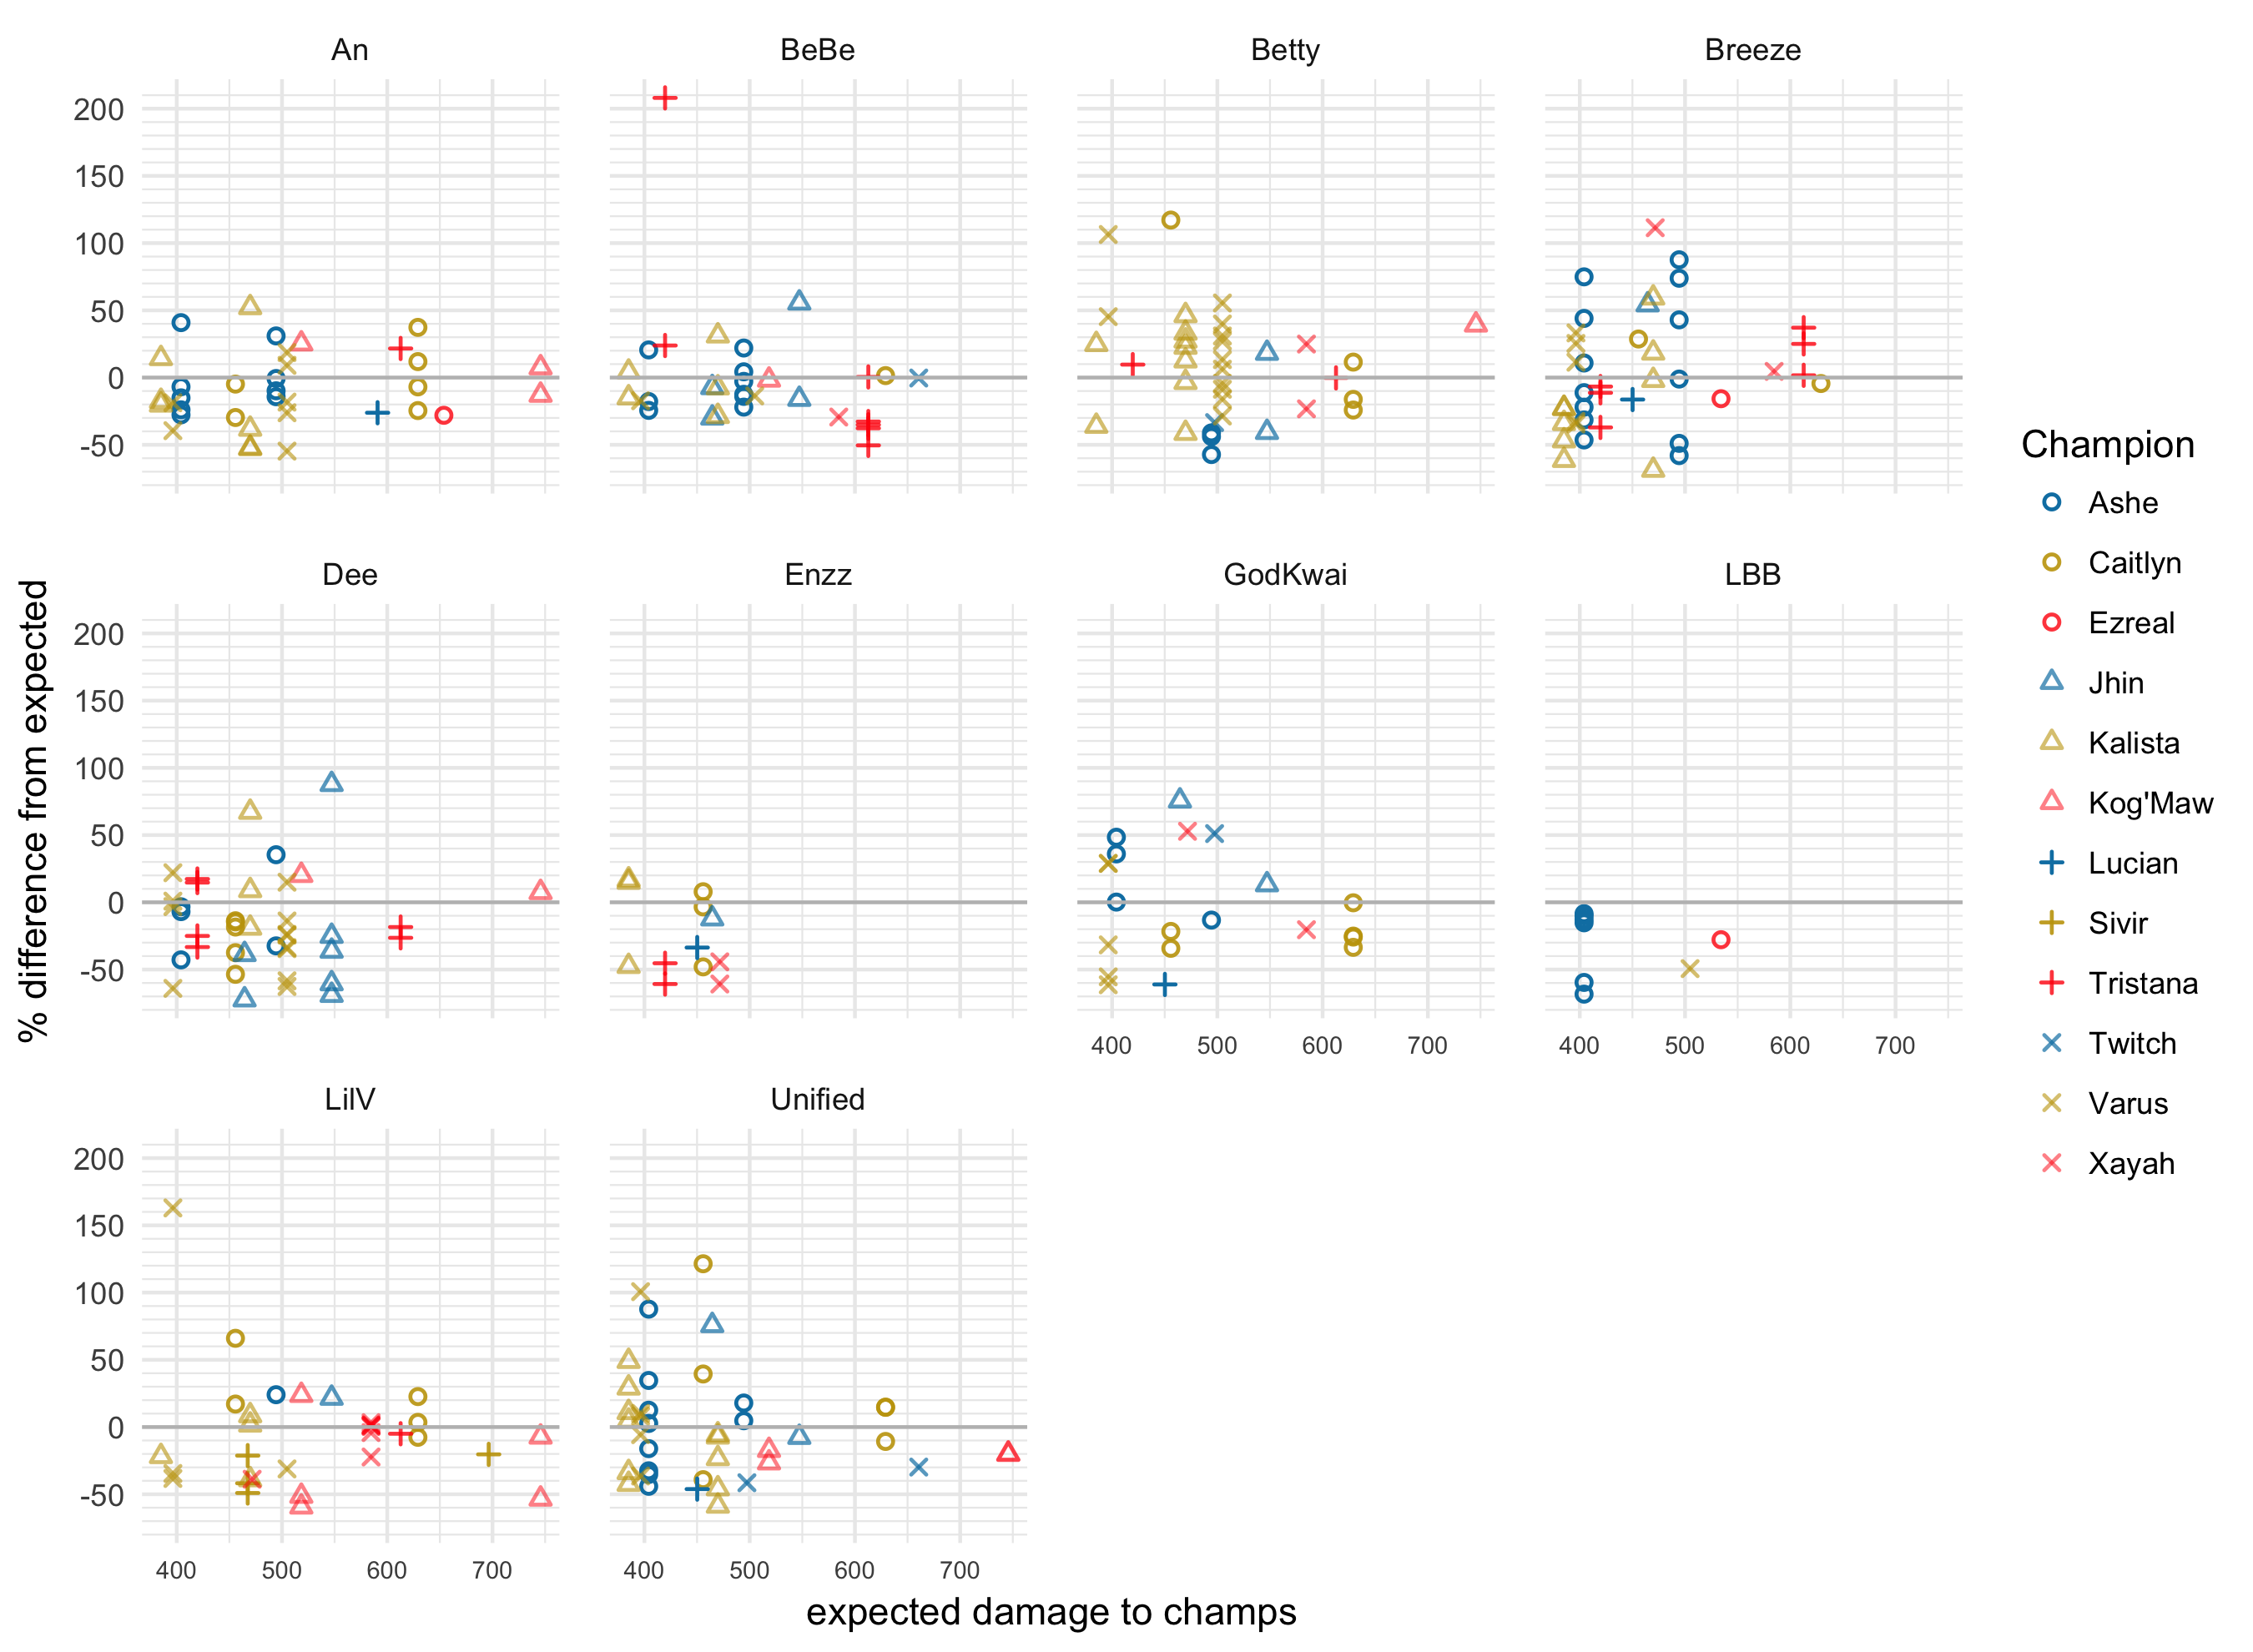 An BeBe Betty Breeze
200
150
100
50
0
-50
Dee Enzz GodKwai LBB
200
150
100
50
0
-50
400 500 600 700 400 500 600 700
LilV Unified
200
150
100
50
0
-50
400 500 600 700 400 500 600 700
expected damage to champs
% difference from expected
Champion
Ashe
Caitlyn
Ezreal
Jhin
Kalista
Kog'Maw
Lucian
Sivir
Tristana
Twitch
Varus
Xayah